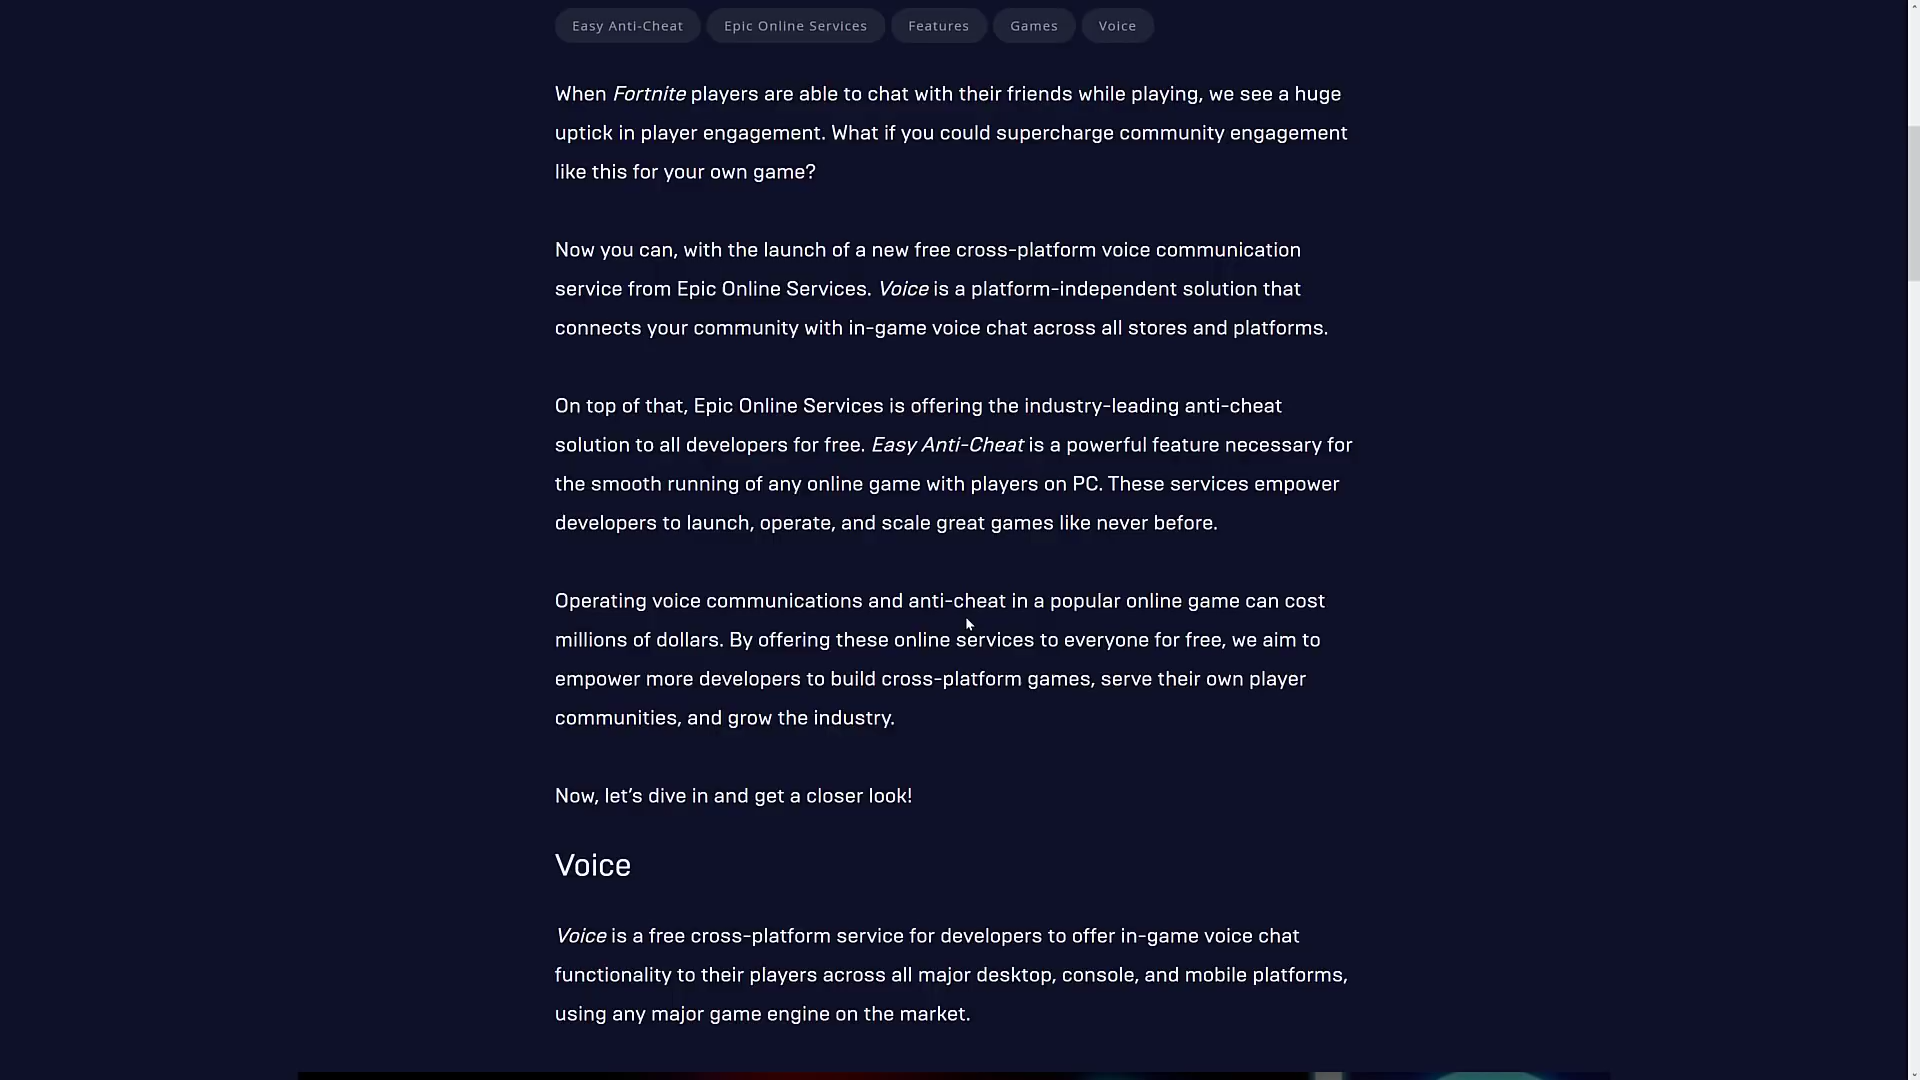 Easy Anti-Cheat Epic Online Services Features Games Voice
When Fortnite players are able to chat with their friends while playing, we see a huge
uptick in player engagement. What if you could supercharge community engagement
like this for your own game?
Now you can, with the launch of a new free cross-platform voice communication
service from Epic Online Services. Voice is a platform-independent solution that
connects your community with in-game voice chat across all stores and platforms.
On top of that, Epic Online Services is offering the industry-leading anti-cheat
solution to all developers for free. Easy Anti-Cheat is a powerful feature necessary for
the smooth running of any online game with players on PC. These services empower
developers to launch, operate, and scale great games like never before.
Operating voice communications and anti-cheat in a popular online game can cost
millions of dollars. By offering these online services to everyone for free, we aim to
empower more developers to build cross-platform games, serve their own player
communities, and grow the industry.
Now, let’s dive in and get a closer look!
Voice
Voice is a free cross-platform service for developers to offer in-game voice chat
functionality to their players across all major desktop, console, and mobile platforms,
using any major game engine on the market.